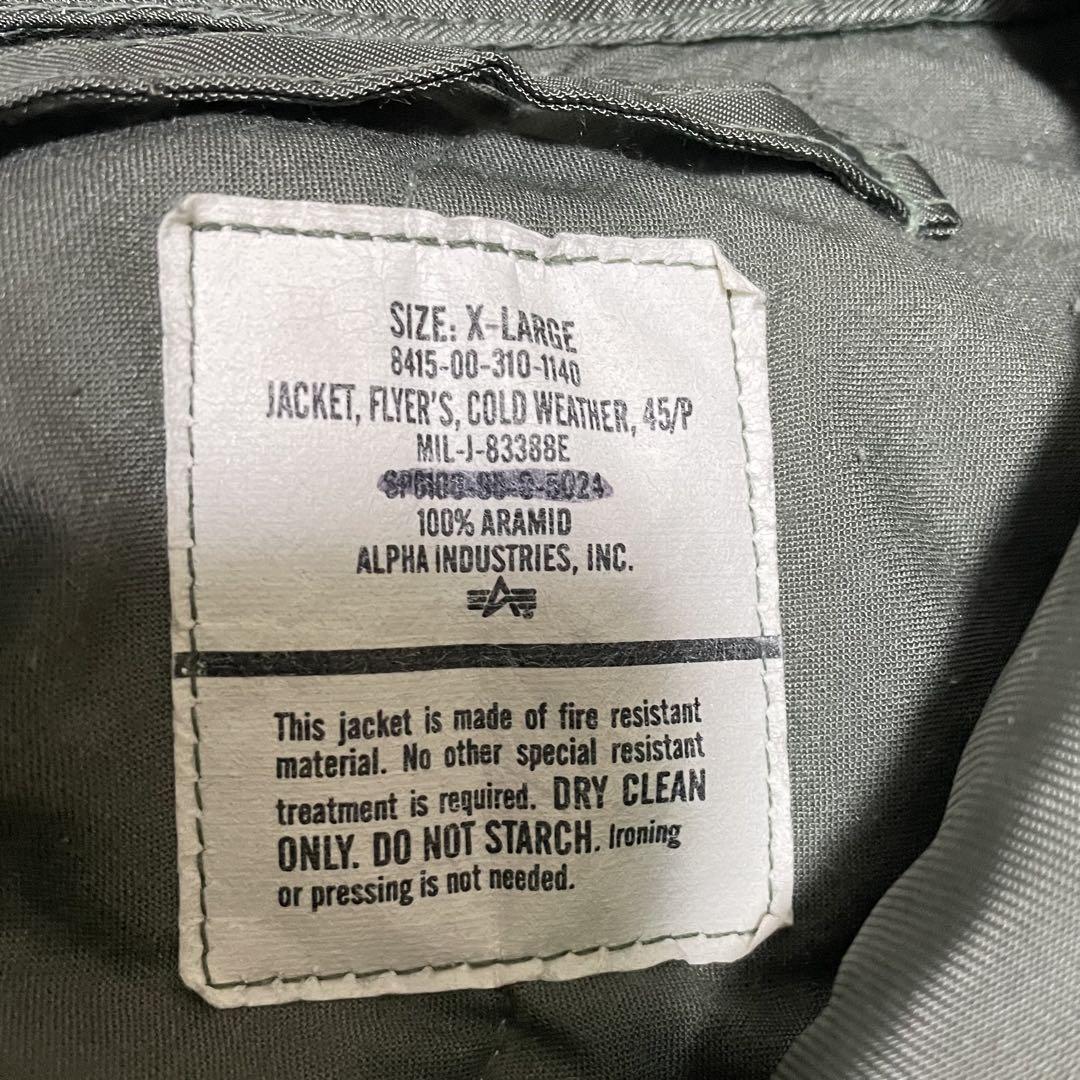 SIZE: X-LARGE
8415-00-310-1140
JACKET, FLYER'S, COLD WEATHER, 45/P
MIL-J-83388E
100% ARAMID
ALPHA INDUSTRIES, INC.
This jacket is made of fire resistant
material. No other special resistant
treatment is required. DRY CLEAN
ONLY. DO NOT STARCH. Ironing
or pressing is not needed.